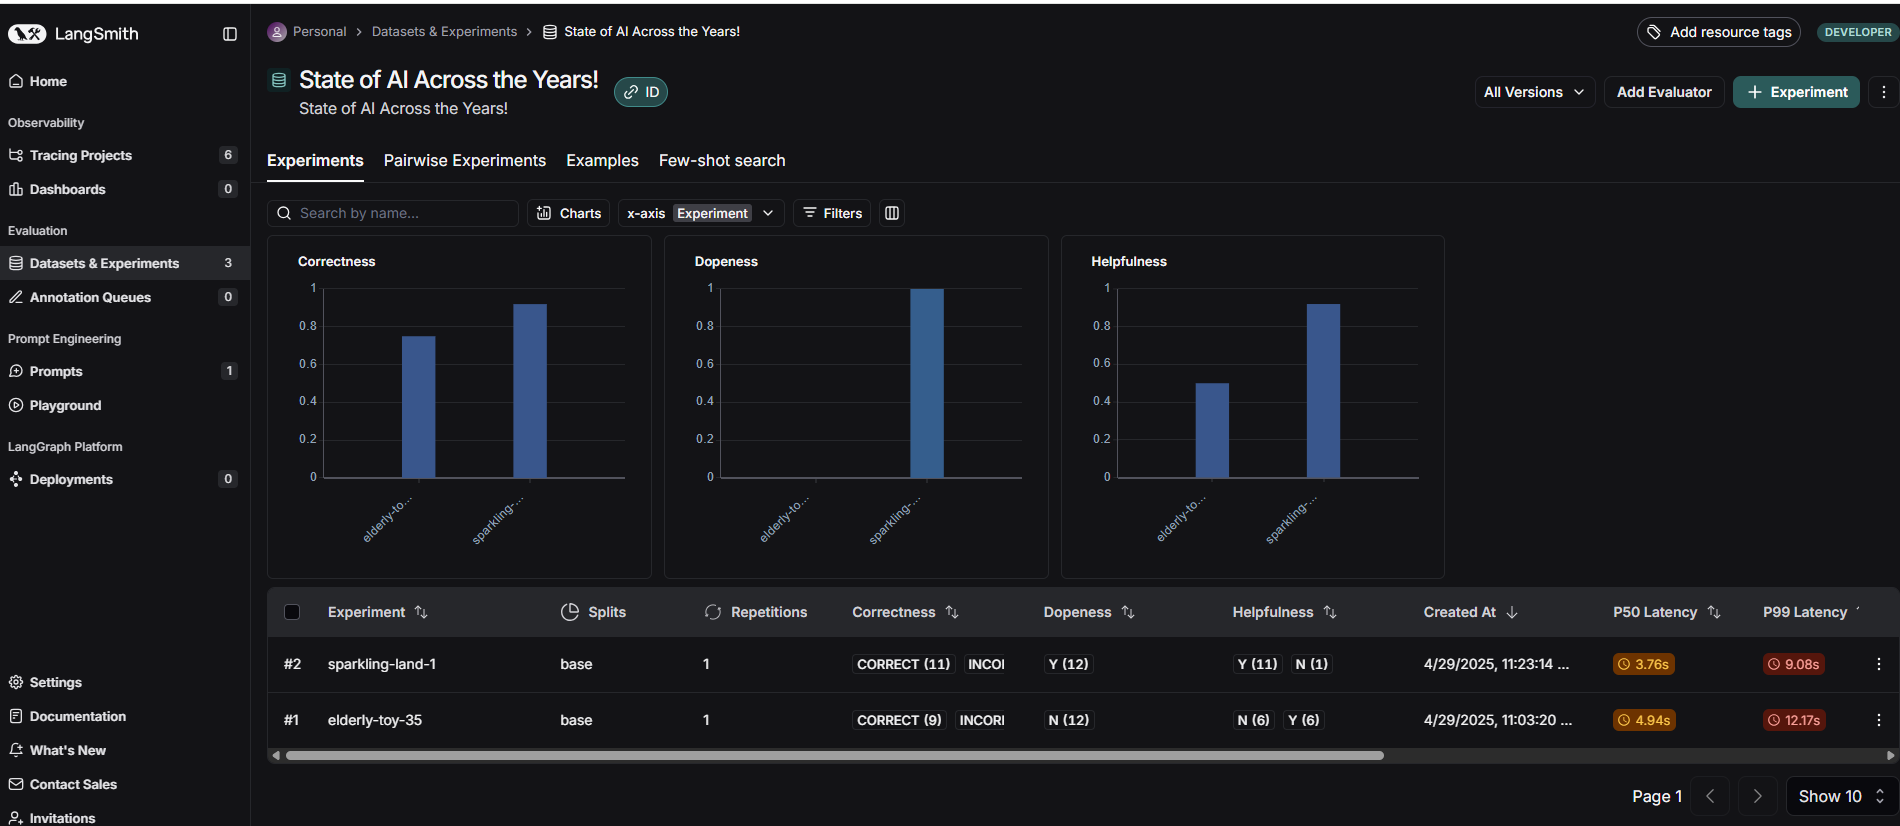 LangSmith
Personal > Datasets & Experiments > State of AI Across the Years!
Add resource tags
DEVELOPER
State of AI Across the Years!
ID
State of AI Across the Years!
All Versions
Add Evaluator
+ Experiment
Home
Observability
Tracing Projects 6
Dashboards 0
Evaluation
Datasets & Experiments 3
Annotation Queues 0
Prompt Engineering
Prompts 1
Playground
LangGraph Platform
Deployments 0
Settings
Documentation
What's New
Contact Sales
Invitations
Experiments Pairwise Experiments Examples Few-shot search
Search by name...
Charts
x-axis Experiment
Filters
Correctness
1
0.8
0.6
0.4
0.2
0
elderly-to...
sparkling-...
Dopeness
1
0.8
0.6
0.4
0.2
0
elderly-to...
sparkling-...
Helpfulness
1
0.8
0.6
0.4
0.2
0
elderly-to...
sparkling-...
Experiment Splits Repetitions Correctness Dopeness Helpfulness Created At P50 Latency P99 Latency
#2 sparkling-land-1 base 1 CORRECT (11) INCOI Y (12) Y (11) N (1) 4/29/2025, 11:23:14 ... 3.76s 9.08s
#1 elderly-toy-35 base 1 CORRECT (9) INCORI N (12) N (6) Y (6) 4/29/2025, 11:03:20 ... 4.94s 12.17s
Page 1
Show 10